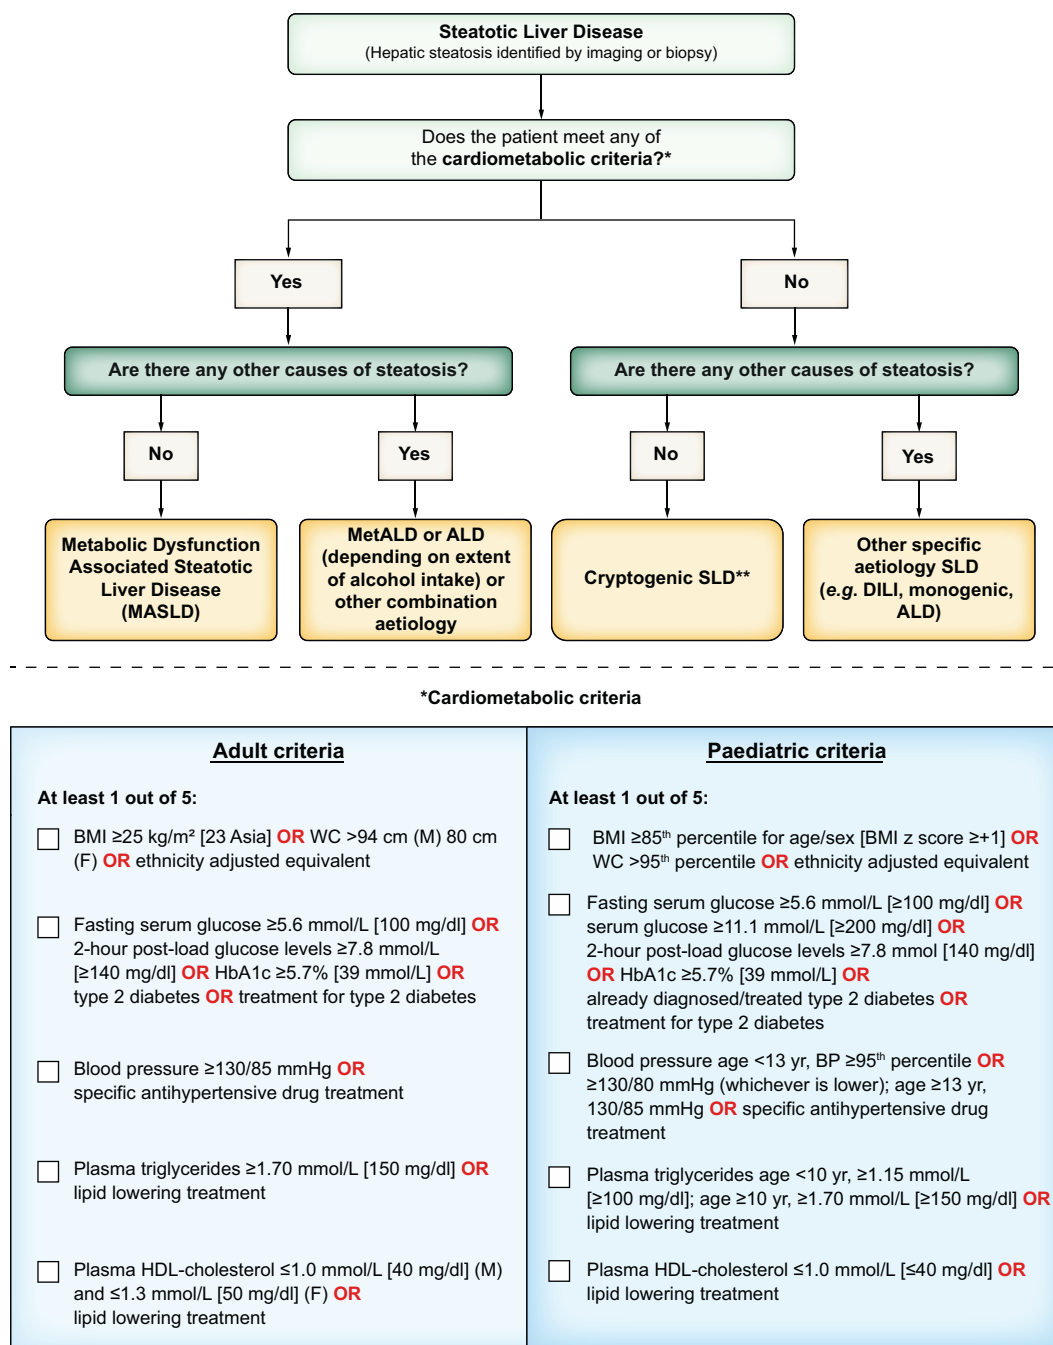 Steatotic Liver Disease
(Hepatic steatosis identified by imaging or biopsy)
Does the patient meet any of
the cardiometabolic criteria?*
Yes
No
Are there any other causes of steatosis?
Are there any other causes of steatosis?
No
Yes
No
Yes
Metabolic Dysfunction
Associated Steatotic
Liver Disease
(MASLD)
MetALD or ALD
(depending on extent
of alcohol intake) or
other combination
aetiology
Cryptogenic SLD**
Other specific
aetiology SLD
(e.g. DILI, monogenic,
ALD)
*Cardiometabolic criteria
Adult criteria
At least 1 out of 5:
BMI ≥25 kg/m² [23 Asia] OR WC >94 cm (M) 80 cm
(F) OR ethnicity adjusted equivalent
Fasting serum glucose ≥5.6 mmol/L [100 mg/dl] OR
2-hour post-load glucose levels ≥7.8 mmol/L
[≥140 mg/dl] OR HbA1c ≥5.7% [39 mmol/L] OR
type 2 diabetes OR treatment for type 2 diabetes
Blood pressure ≥130/85 mmHg OR
specific antihypertensive drug treatment
Plasma triglycerides ≥1.70 mmol/L [150 mg/dl] OR
lipid lowering treatment
Plasma HDL-cholesterol ≤1.0 mmol/L [40 mg/dl] (M)
and ≤1.3 mmol/L [50 mg/dl] (F) OR
lipid lowering treatment
Paediatric criteria
At least 1 out of 5:
BMI ≥85th percentile for age/sex [BMI z score ≥+1] OR
WC >95th percentile OR ethnicity adjusted equivalent
Fasting serum glucose ≥5.6 mmol/L [≥100 mg/dl] OR
serum glucose ≥11.1 mmol/L [≥200 mg/dl] OR
2-hour post-load glucose levels ≥7.8 mmol [140 mg/dl]
OR HbA1c ≥5.7% [39 mmol/L] OR
already diagnosed/treated type 2 diabetes OR
treatment for type 2 diabetes
Blood pressure age <13 yr, BP ≥95th percentile OR
≥130/80 mmHg (whichever is lower); age ≥13 yr,
130/85 mmHg OR specific antihypertensive drug
treatment
Plasma triglycerides age <10 yr, ≥1.15 mmol/L
[≥100 mg/dl]; age ≥10 yr, ≥1.70 mmol/L [≥150 mg/dl] OR
lipid lowering treatment
Plasma HDL-cholesterol ≤1.0 mmol/L [≤40 mg/dl] OR
lipid lowering treatment